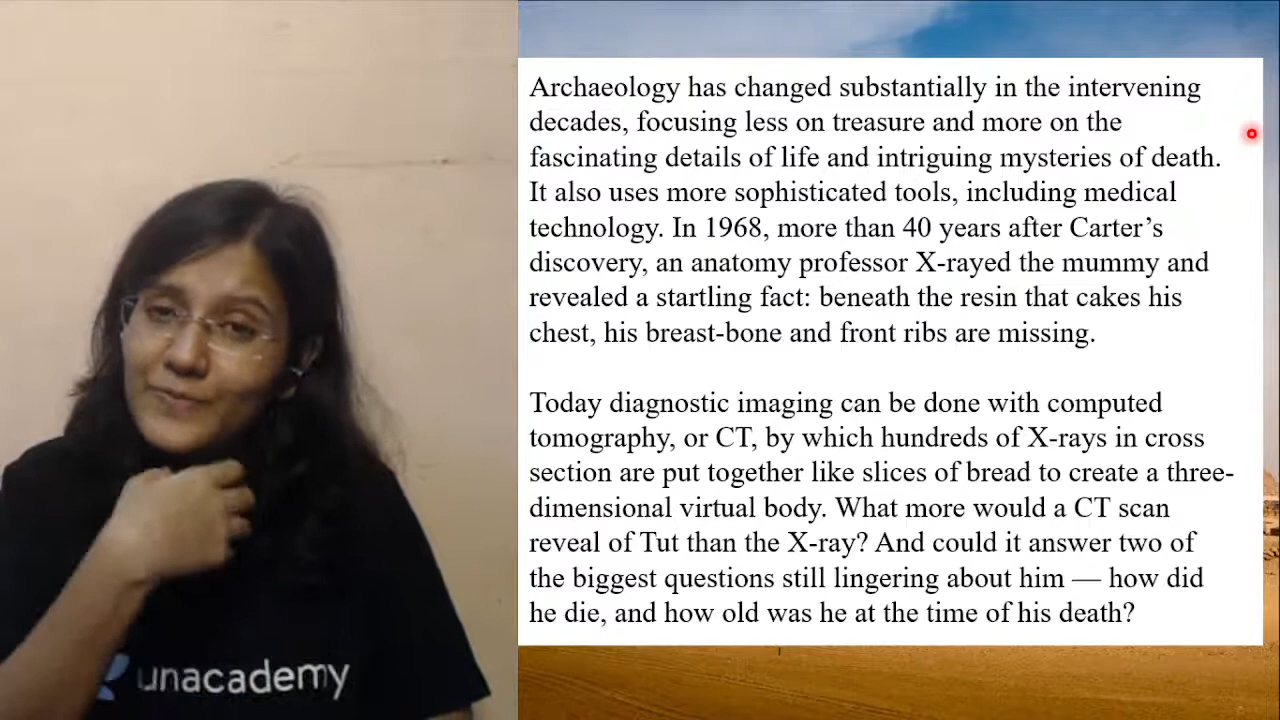 Archaeology has changed substantially in the intervening
decades, focusing less on treasure and more on the
fascinating details of life and intriguing mysteries of death.
It also uses more sophisticated tools, including medical
technology. In 1968, more than 40 years after Carter’s
discovery, an anatomy professor X-rayed the mummy and
revealed a startling fact: beneath the resin that cakes his
chest, his breast-bone and front ribs are missing.
Today diagnostic imaging can be done with computed
tomography, or CT, by which hundreds of X-rays in cross
section are put together like slices of bread to create a three-
dimensional virtual body. What more would a CT scan
reveal of Tut than the X-ray? And could it answer two of
the biggest questions still lingering about him — how did
he die, and how old was he at the time of his death?
unacademy